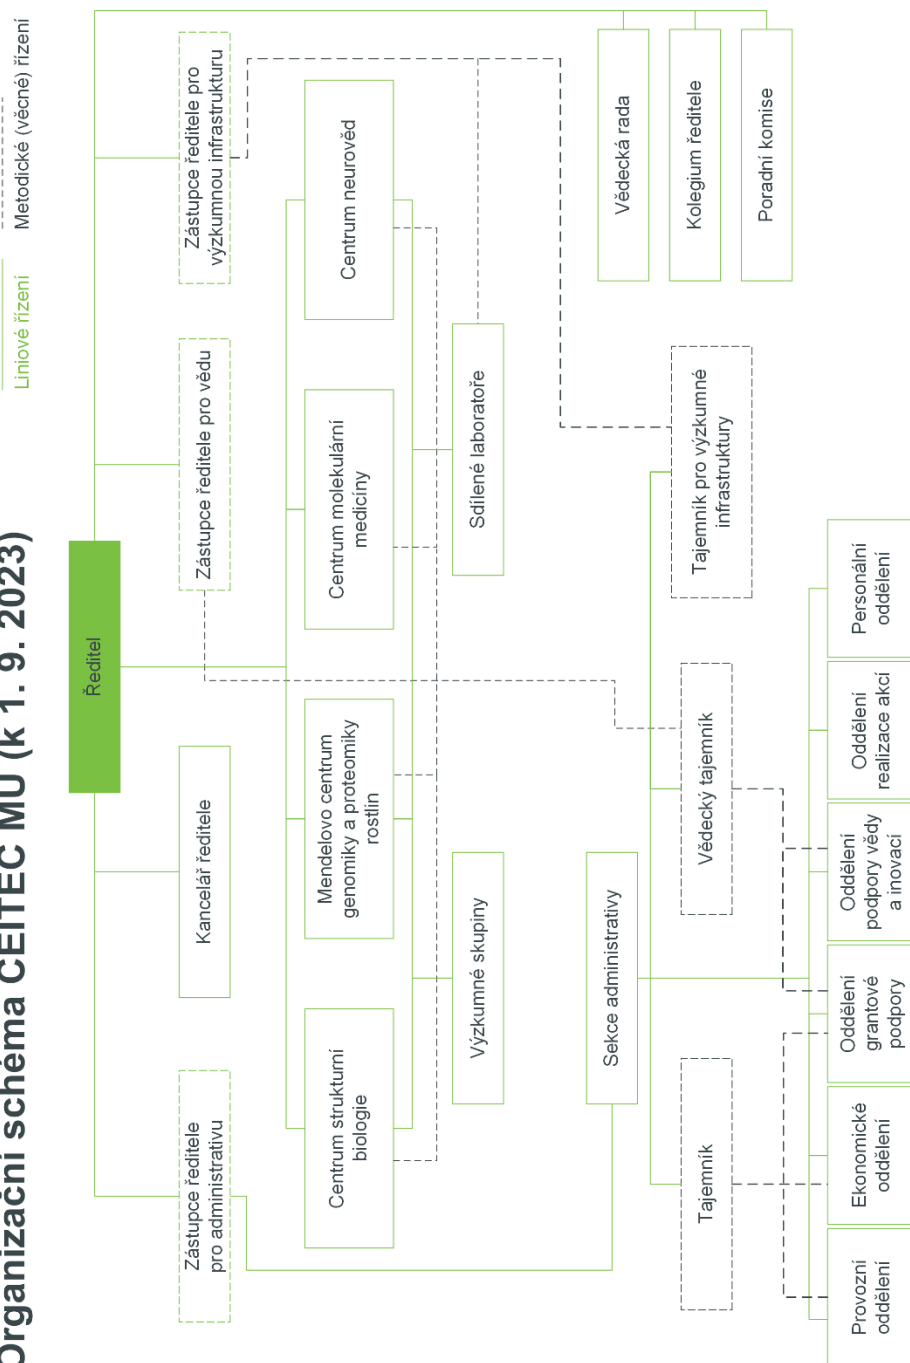 Organizační schéma CEITEC MU (k 1. 9. 2023)
Liniové řízení
Metodické (věcné) řízení
Ředitel
Zástupce ředitele
pro administrativu
Kancelář ředitele
Zástupce ředitele pro vědu
Zástupce ředitele pro
výzkumnou infrastrukturu
Centrum strukturní
biologie
Mendelovo centrum
genomiky a proteomiky
rostlin
Centrum molekulární
medicíny
Centrum neurověd
Výzkumné skupiny
Sdílené laboratoře
Sekce administrativy
Vědecká rada
Kolegium ředitele
Poradní komise
Tajemník
Vědecký tajemník
Tajemník pro výzkumné
infrastruktury
Provozní
oddělení
Ekonomické
oddělení
Oddělení
grantové
podpory
Oddělení
podpory vědy
a inovací
Oddělení
realizace akcí
Personální
oddělení